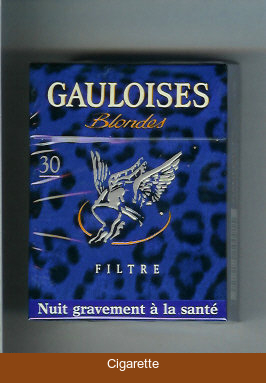 GAULOISES
Blondes
30
FILTRE
Nuit gravement à la santé
Cigarette